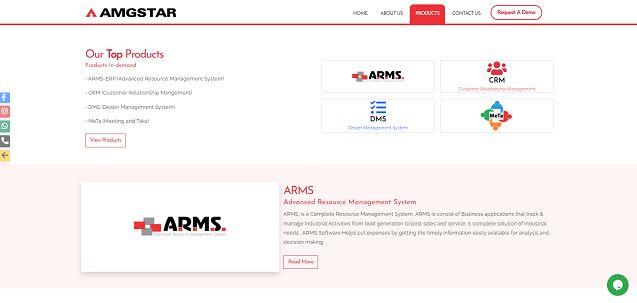 AMGSTAR
HOME
ABOUT US
PRODUCTS
CONTACT US
Request A Demo
Our Top Products
Products In-demand
- ARMS-ERP (Advanced Resource Management System)
- CRM (Customer Relationship Mangement)
- DMS (Dealer Management System)
- MeTa (Meeting and Taks)
View Products
ARMS.
CRM
Customer Relationship Management
DMS
Dealer Management System
MeTa
ARMS.
Advanced Resource Management System
ARMS
Advanced Resource Management System
ARMS, is a Complete Resource Management System. ARMS is consist of Business applications that track &
manage Industrial Activities from lead generation to post sales and service. It complete solution of industrial
needs . ARMS Software Helps cut expenses by getting the timely information easily available for analysis and
decision making.
Read More